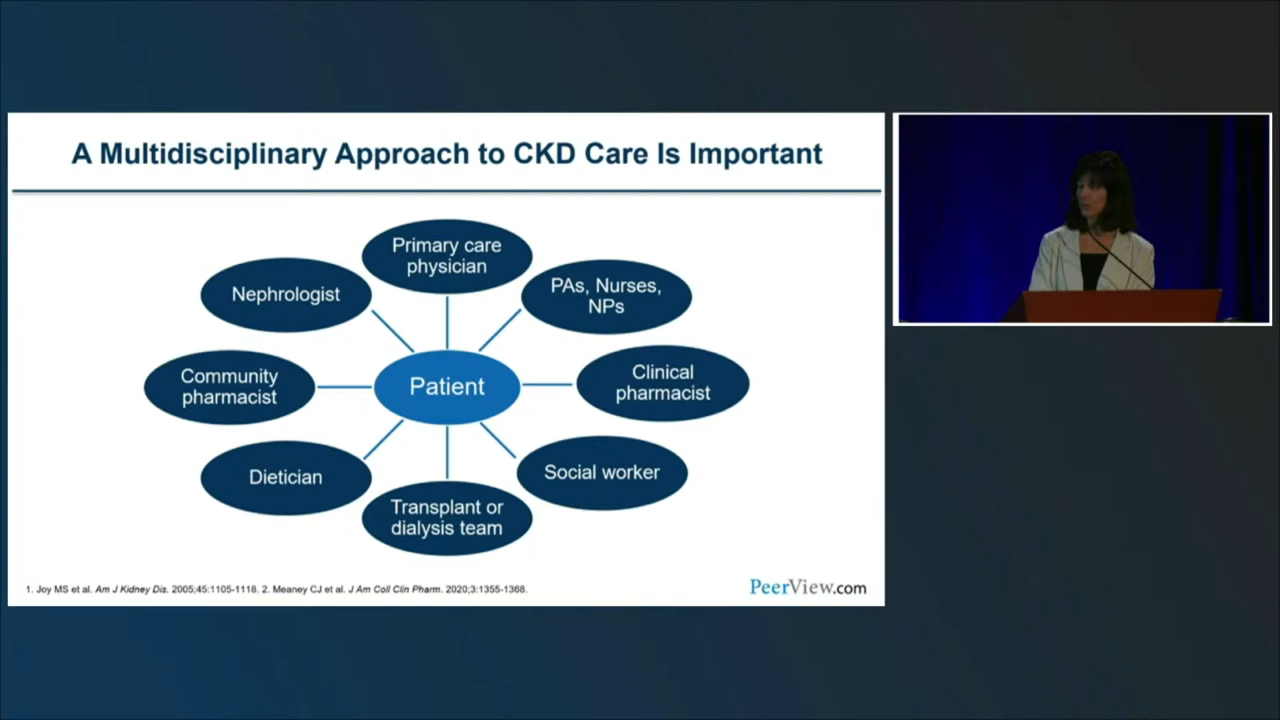 A Multidisciplinary Approach to CKD Care Is Important
Primary care
physician
Nephrologist
PAs, Nurses,
NPs
Community
pharmacist
Patient
Clinical
pharmacist
Dietician
Social worker
Transplant or
dialysis team
1. Joy MS et al. Am J Kidney Dis. 2005;45:1105-1118. 2. Meaney CJ et al. J Am Coll Clin Pharm. 2020;3:1355-1368.
PeerView.com